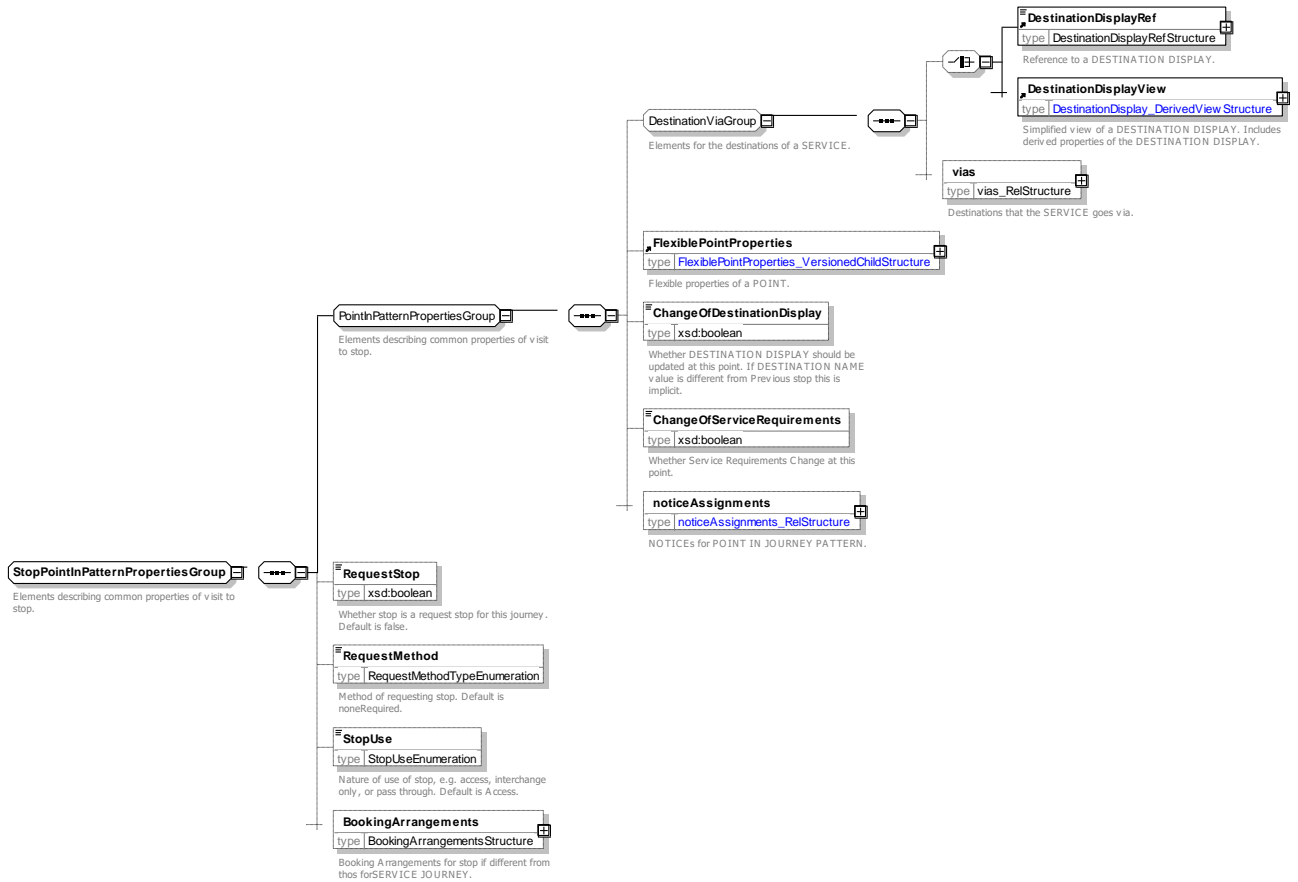 DestinationDisplayRef
type DestinationDisplayRefStructure
Reference to a DESTINATION DISPLAY.
DestinationDisplayView
type DestinationDisplay_DerivedViewStructure
Simplified view of a DESTINATION DISPLAY. Includes
derived properties of the DESTINATION DISPLAY.
DestinationViaGroup
Elements for the destinations of a SERVICE.
vias
type vias_RelStructure
Destinations that the SERVICE goes via.
FlexiblePointProperties
type FlexiblePointProperties_VersionedChildStructure
Flexible properties of a POINT.
PointInPatternPropertiesGroup
Elements describing common properties of visit
to stop.
ChangeOfDestinationDisplay
type xsd:boolean
Whether DESTINATION DISPLAY should be
updated at this point. If DESTINATION NAME
value is different from Previous stop this is
implicit.
ChangeOfServiceRequirements
type xsd:boolean
Whether Service Requirements Change at this
point.
noticeAssignments
type noticeAssignments_RelStructure
NOTICEs for POINT IN JOURNEY PATTERN.
StopPointInPatternPropertiesGroup
Elements describing common properties of visit to
stop.
RequestStop
type xsd:boolean
Whether stop is a request stop for this journey.
Default is false.
RequestMethod
type RequestMethodTypeEnumeration
Method of requesting stop. Default is
noneRequired.
StopUse
type StopUseEnumeration
Nature of use of stop, e.g. access, interchange
only, or pass through. Default is Access.
BookingArrangements
type BookingArrangementsStructure
Booking Arrangements for stop if different from
thos forSERVICE JOURNEY.